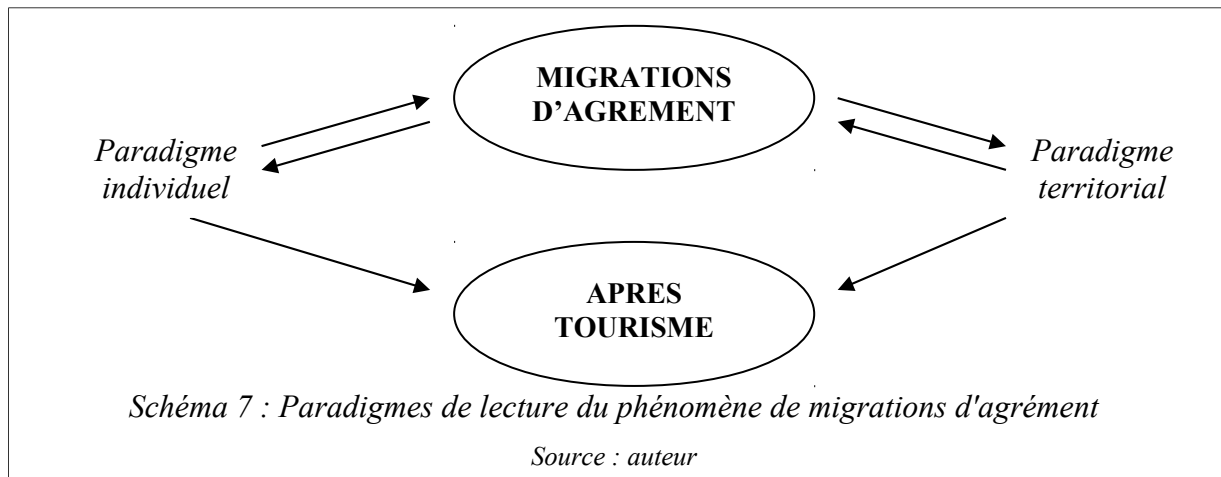 MIGRATIONS
D’AGREMENT
Paradigme
individuel
Paradigme
territorial
APRES
TOURISME
Schéma 7 : Paradigmes de lecture du phénomène de migrations d'agrément
Source : auteur